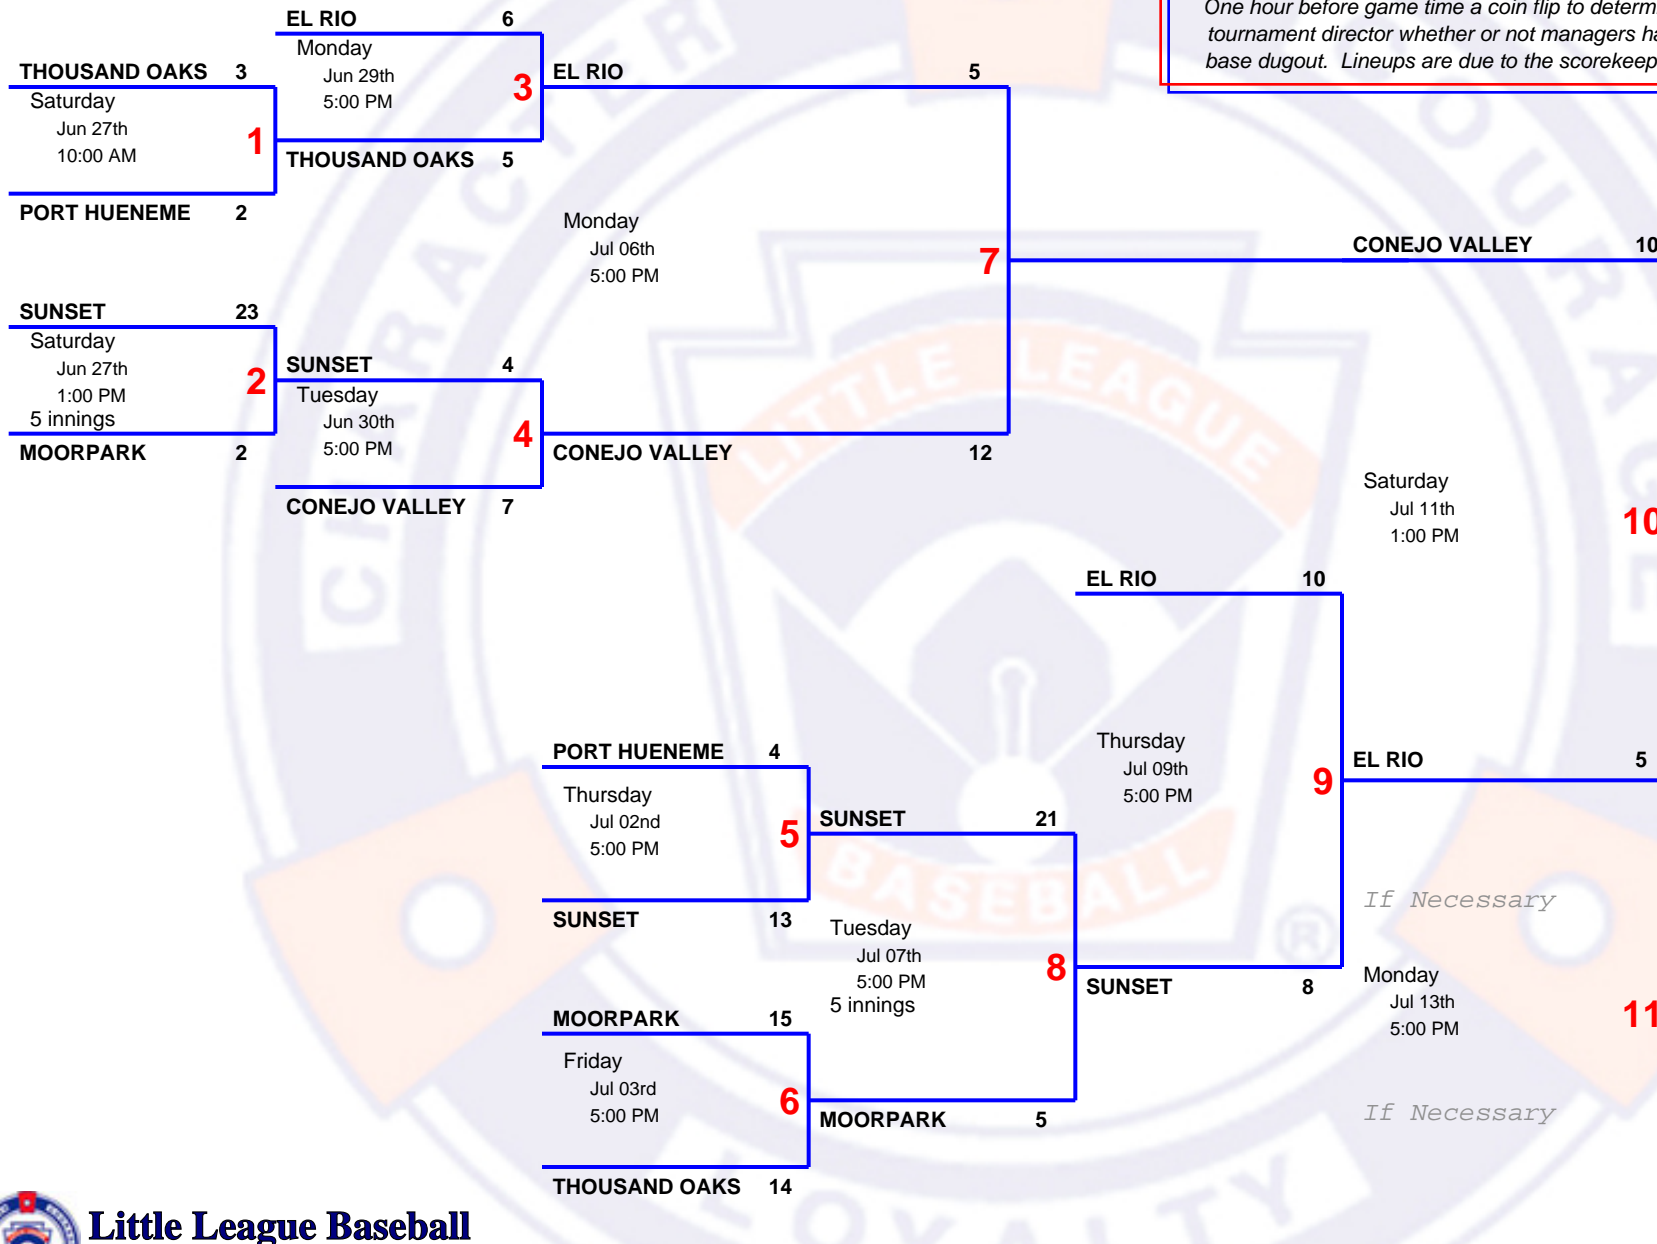 One hour before game time a coin flip to determ
tournament director whether or not managers ha
base dugout. Lineups are due to the scorekeep
EL RIO 6
Monday
Jun 29th
5:00 PM
3
THOUSAND OAKS 5
THOUSAND OAKS 3
Saturday
Jun 27th
10:00 AM
1
PORT HUENEME 2
EL RIO 5
Monday
Jul 06th
5:00 PM
7
CONEJO VALLEY 12
SUNSET 23
Saturday
Jun 27th
1:00 PM
5 innings
2
MOORPARK 2
SUNSET 4
Tuesday
Jun 30th
5:00 PM
4
CONEJO VALLEY 7
CONEJO VALLEY 10
Saturday
Jul 11th
1:00 PM
10
EL RIO 10
Thursday
Jul 09th
5:00 PM
9
SUNSET 8
EL RIO 5
PORT HUENEME 4
Thursday
Jul 02nd
5:00 PM
5
SUNSET 13
SUNSET 21
Tuesday
Jul 07th
5:00 PM
5 innings
8
MOORPARK 5
MOORPARK 15
Friday
Jul 03rd
5:00 PM
6
THOUSAND OAKS 14
If Necessary
Monday
Jul 13th
5:00 PM
11
If Necessary
CHARACTER
COURAGE
LOYALTY
LITTLE LEAGUE
BASEBALL
®
Little League Baseball